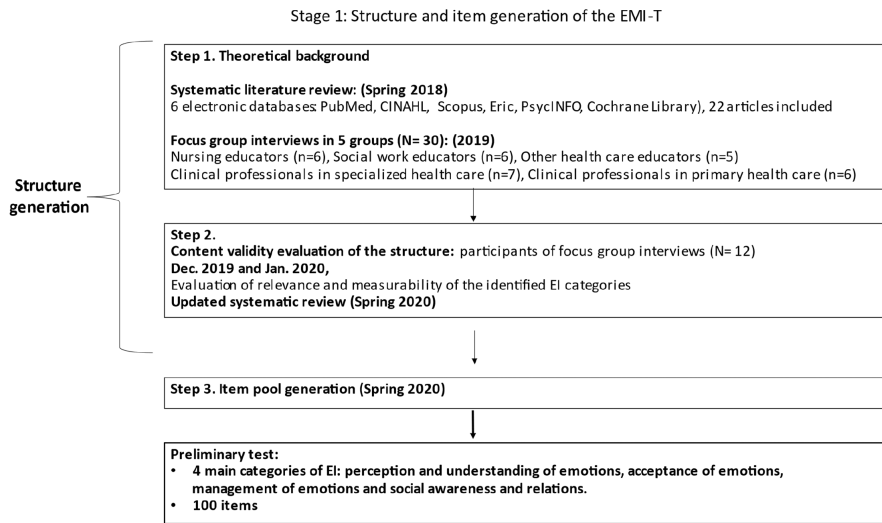 Stage 1: Structure and item generation of the EMI-T
Step 1. Theoretical background
Systematic literature review: (Spring 2018)
6 electronic databases: PubMed, CINAHL, Scopus, Eric, PsycINFO, Cochrane Library), 22 articles included
Focus group interviews in 5 groups (N= 30): (2019)
Nursing educators (n=6), Social work educators (n=6), Other health care educators (n=5)
Clinical professionals in specialized health care (n=7), Clinical professionals in primary health care (n=6)
Structure
generation
Step 2.
Content validity evaluation of the structure: participants of focus group interviews (N= 12)
Dec. 2019 and Jan. 2020,
Evaluation of relevance and measurability of the identified EI categories
Updated systematic review (Spring 2020)
Step 3. Item pool generation (Spring 2020)
Preliminary test:
• 4 main categories of EI: perception and understanding of emotions, acceptance of emotions,
management of emotions and social awareness and relations.
• 100 items